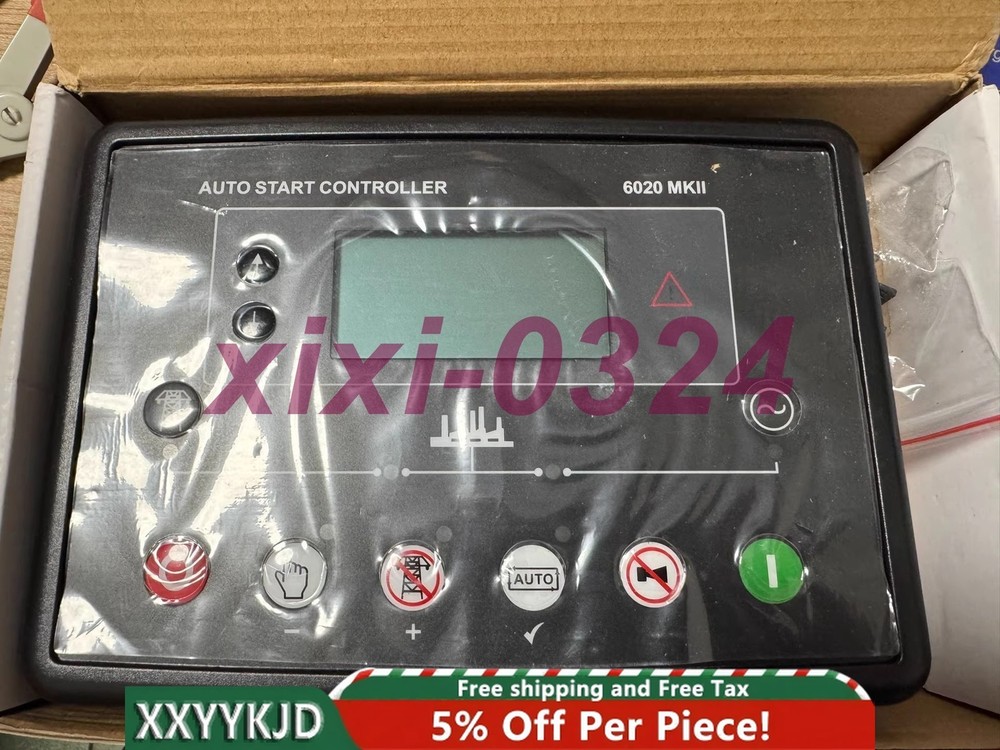 AUTO START CONTROLLER 6020 MKII
xixi-0324
AUTO
- + ✓
XXYYKJD
Free shipping and Free Tax
5% Off Per Piece!